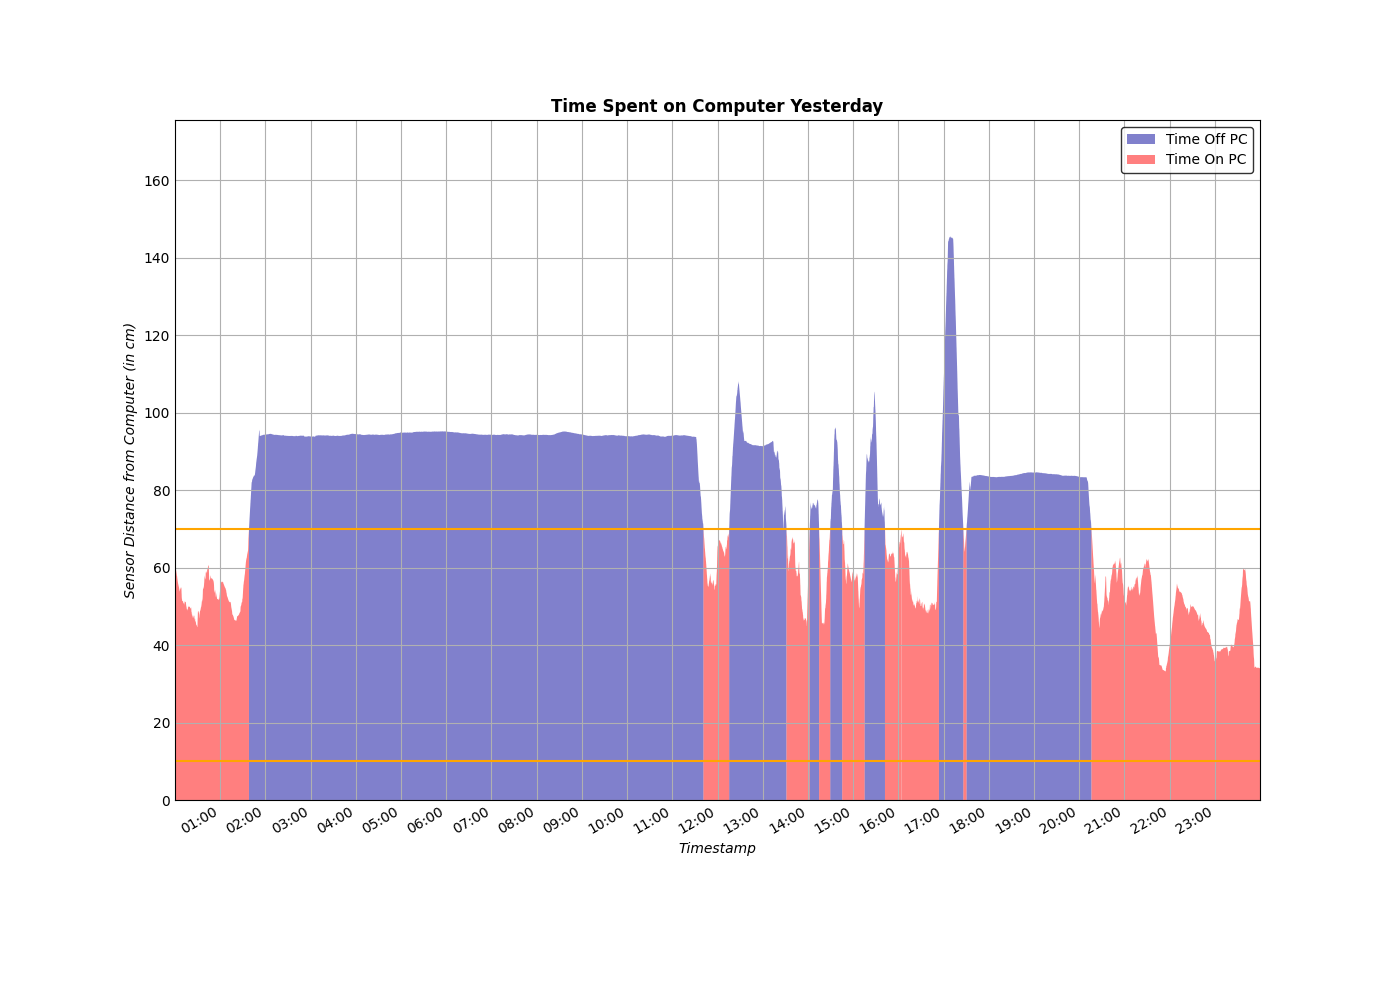 Time Spent on Computer Yesterday
Time Off PC
Time On PC
Sensor Distance from Computer (in cm)
160
140
120
100
80
60
40
20
0
01:00 02:00 03:00 04:00 05:00 06:00 07:00 08:00 09:00 10:00 11:00 12:00 13:00 14:00 15:00 16:00 17:00 18:00 19:00 20:00 21:00 22:00 23:00
Timestamp